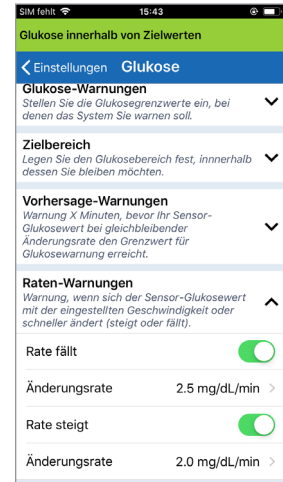 SIM fehlt 15:43
Glukose innerhalb von Zielwerten
Einstellungen Glukose
Glukose-Warnungen
Stellen Sie die Glukosegrenzwerte ein, bei
denen das System Sie warnen soll.
Zielbereich
Legen Sie den Glukosebereich fest, innnerhalb
dessen Sie bleiben möchten.
Vorhersage-Warnungen
Warnung X Minuten, bevor Ihr Sensor-
Glukosewert bei gleichbleibender
Änderungsrate den Grenzwert für
Glukosewarnung erreicht.
Raten-Warnungen
Warnung, wenn sich der Sensor-Glukosewert
mit der eingestellten Geschwindigkeit oder
schneller ändert (steigt oder fällt).
Rate fällt
Änderungsrate 2.5 mg/dL/min
Rate steigt
Änderungsrate 2.0 mg/dL/min